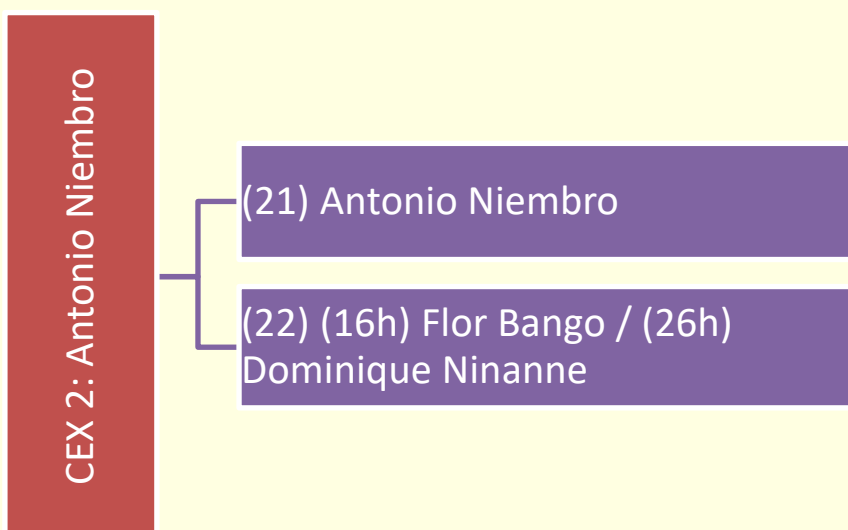 CEX 2: Antonio Niembro
(21) Antonio Niembro
(22) (16h) Flor Bango / (26h)
Dominique Ninanne